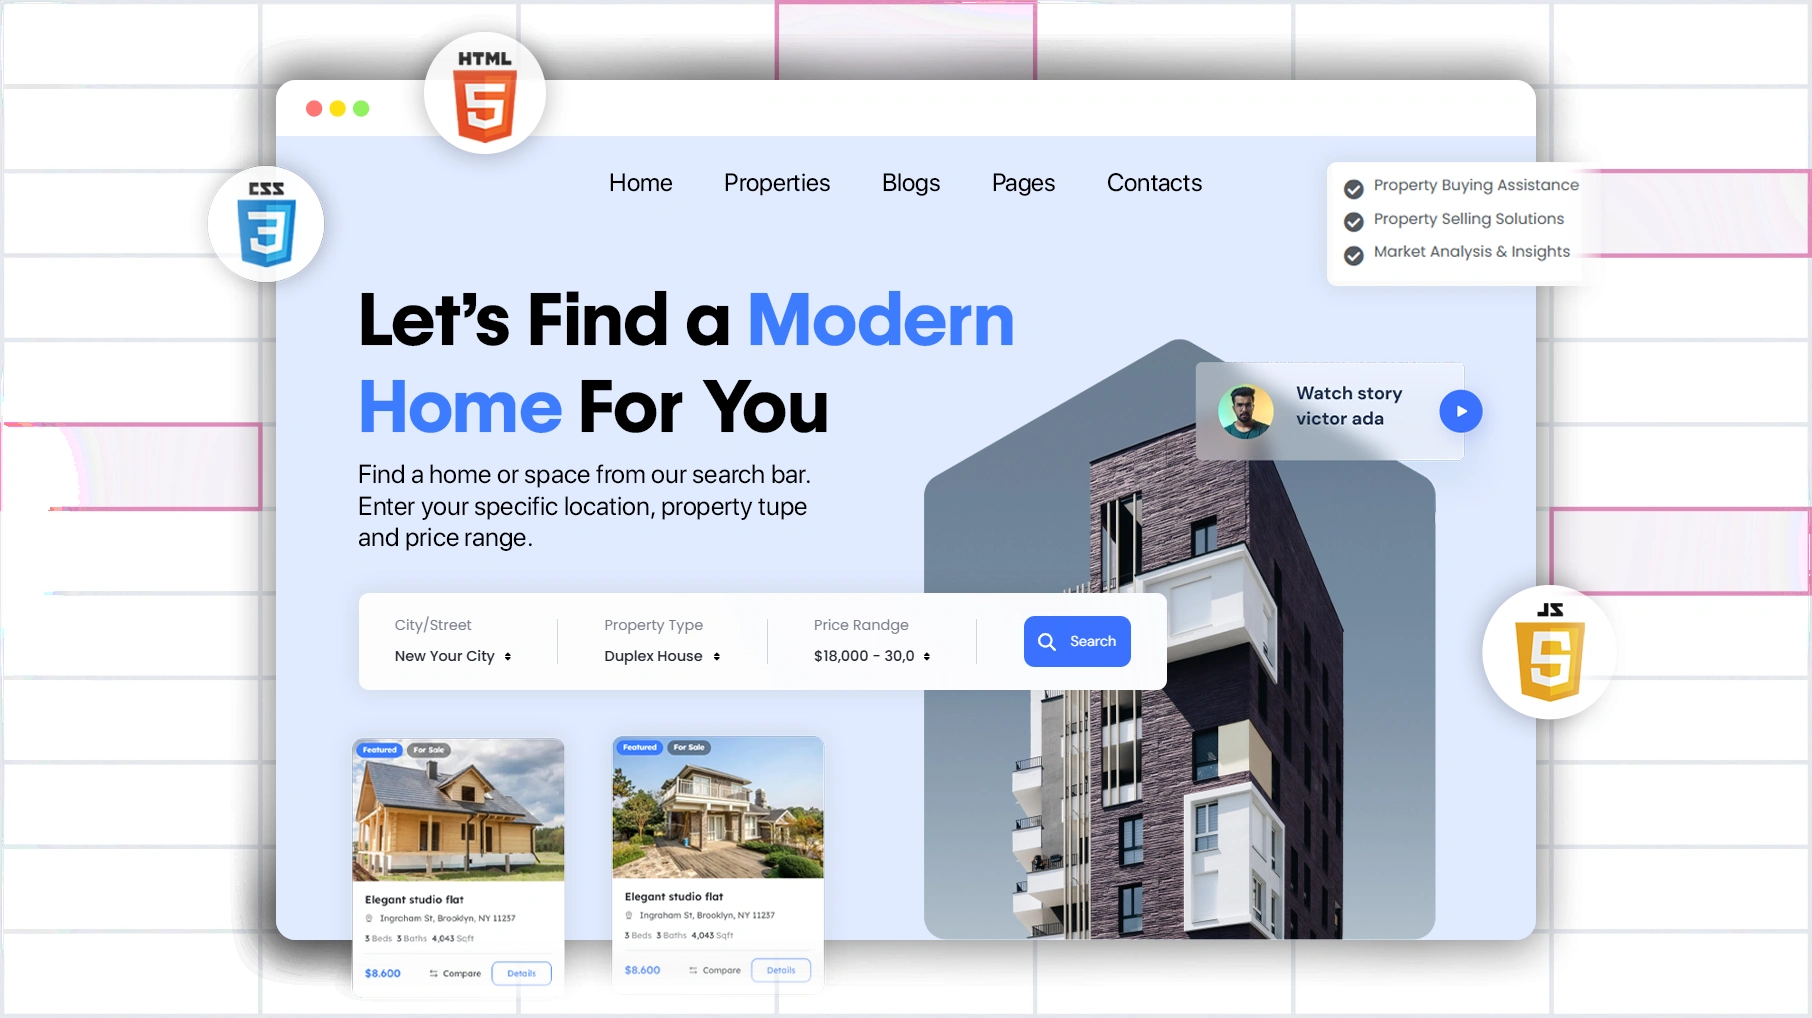 HTML
5
CSS
3
Home Properties Blogs Pages Contacts
Property Buying Assistance
Property Selling Solutions
Market Analysis & Insights
Let's Find a Modern
Home For You
Watch story
victor ada
Find a home or space from our search bar.
Enter your specific location, property tupe
and price range.
City/Street Property Type Price Randge
New Your City Duplex House $18,000 - 30,0
Search
JS
5
Featured For Sale
Elegant studio flat
Ingraham St, Brooklyn, NY 11237
3 Beds 3 Baths 4,043 Sqft
$8.600 Compare Details
Featured For Sale
Elegant studio flat
Ingraham St, Brooklyn, NY 11237
3 Beds 3 Baths 4,043 Sqft
$8.600 Compare Details